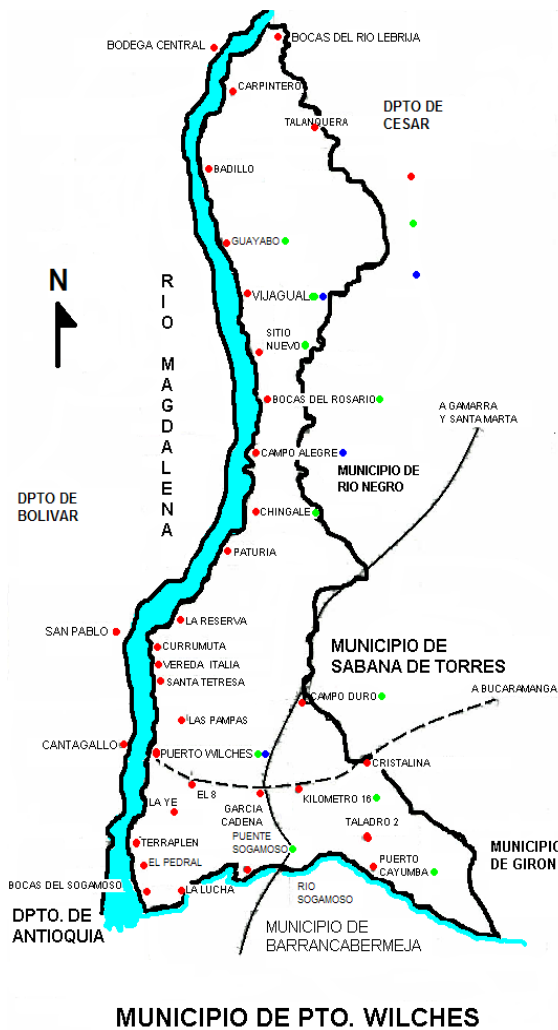 BOCAS DEL RIO LEBRIJA
BODEGA CENTRAL
CARPINTERO
DPTO DE
CESAR
TALANQUERA
BADILLO
GUAYABO
N
RIO MAGDALENA
VIJAGUAL
SITIO
NUEVO
BOCAS DEL ROSARIO
A GAMARRA
Y SANTA MARTA
CAMPO ALEGRE
MUNICIPIO DE
RIO NEGRO
DPTO DE
BOLIVAR
CHINGALE
PATURIA
LA RESERVA
SAN PABLO
CURRUMUTA
MUNICIPIO DE
SABANA DE TORRES
VEREDA ITALIA
SANTA TETRESA
CAMPO DURO
A BUCARAMANGA
LAS PAMPAS
CANTAGALLO
PUERTO WILCHES
CRISTALINA
EL 8
KILOMETRO 16
LA YE
GARCIA
CADENA
TALADRO 2
PUENTE
SOGAMOSO
TERRAPLEN
MUNICIPIO
DE GIRON
EL PEDRAL
PUERTO
CAYUMBA
BOCAS DEL SOGAMOSO
LA LUCHA
RIO
SOGAMOSO
DPTO. DE
ANTIOQUIA
MUNICIPIO DE
BARRANCABERMEJA
MUNICIPIO DE PTO. WILCHES